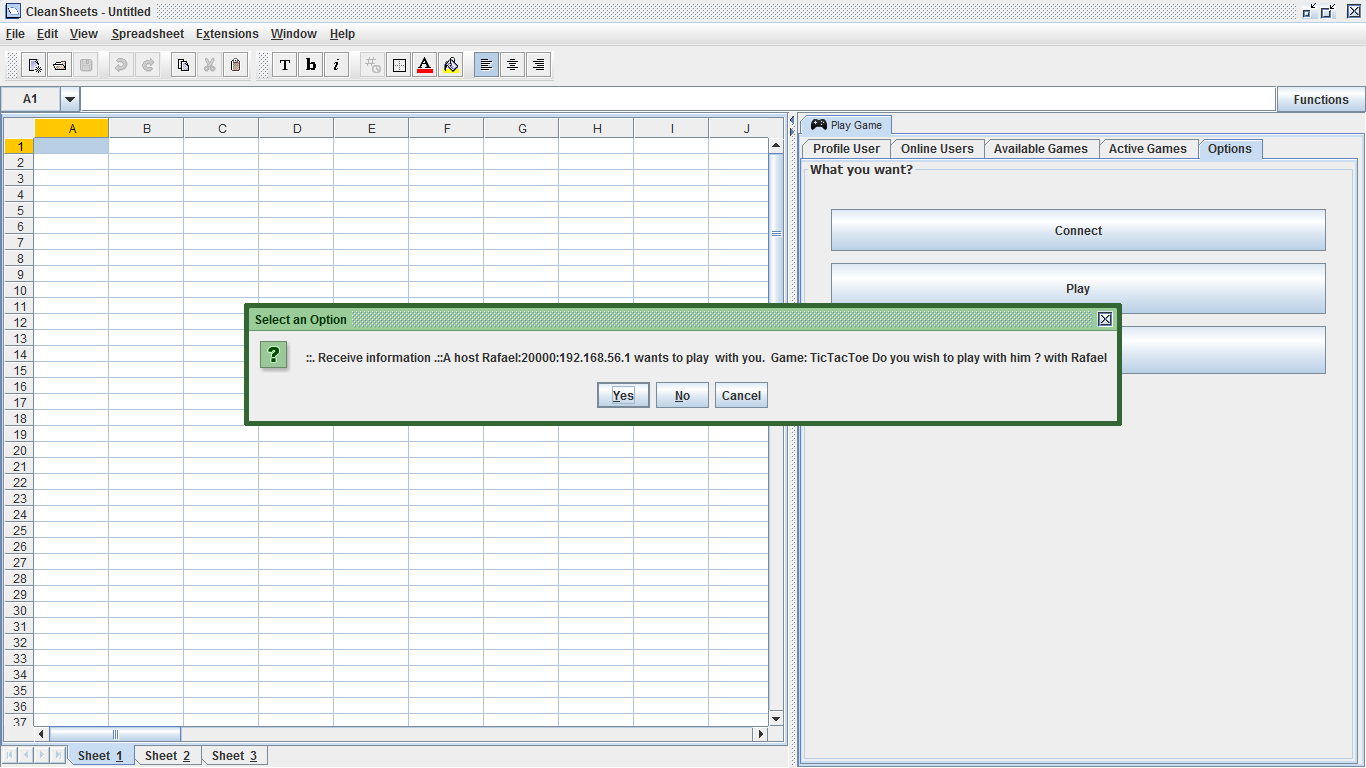 CleanSheets - Untitled
File Edit View Spreadsheet Extensions Window Help
T b i A
A1 Functions
A B C D E F G H I J
1
2
3
4
5
6
7
8
9
10
11
12
13
14
15
16
17
18
19
20
21
22
23
24
25
26
27
28
29
30
31
32
33
34
35
36
37
Sheet 1 Sheet 2 Sheet 3
Play Game
Profile User Online Users Available Games Active Games Options
What you want?
Connect
Play
Select an Option
? ::. Receive information .::A host Rafael:20000:192.168.56.1 wants to play  with you.  Game: TicTacToe Do you wish to play with him ? with Rafael
Yes No Cancel